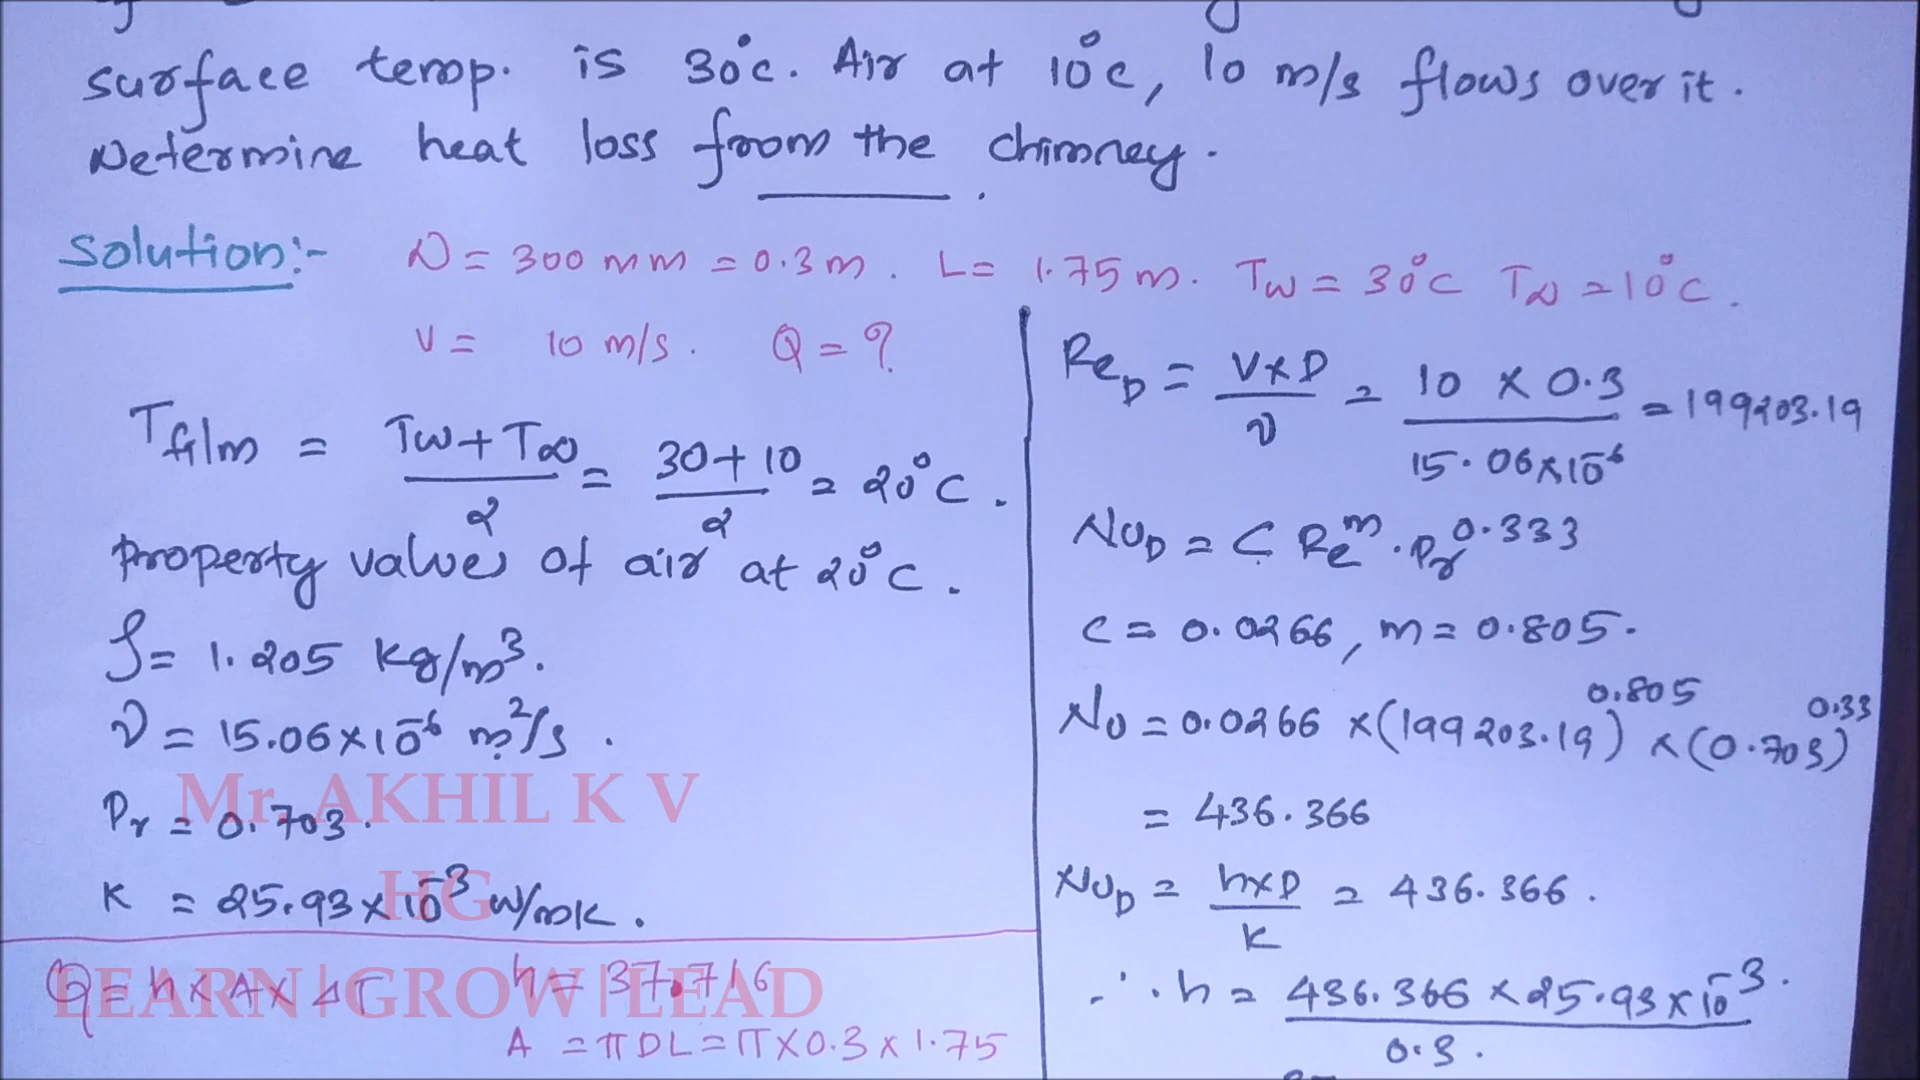 surface temp. is 30°c. Air at 10°c, 10 m/s flows over it.
Determine heat loss from the chimney.
Solution:-
D = 300 mm = 0.3 m. L = 1.75 m. Tw = 30°C T∞ = 10°C.
V = 10 m/s. Q = ?
Tfilm = (Tw + T∞)/2 = (30+10)/2 = 20°C.
Property values of air at 20°C.
ρ = 1.205 kg/m³.
ν = 15.06×10⁻⁶ m²/s.
Pr = 0.703.
K = 25.93×10⁻³ W/mK.
Q = h×A×ΔT
h = 37.716
A = πDL = π×0.3×1.75
Re_D = (V×D)/ν = (10 × 0.3)/(15.06×10⁻⁶) = 199203.19
Nu_D = C Re^m . Pr^0.333
C = 0.0266, m = 0.805.
Nu = 0.0266 ×(199203.19)^0.805 ×(0.703)^0.33
= 436.366
Nu_D = (h×D)/K = 436.366.
∴ h = (436.366 × 25.93×10⁻³)/0.3.
Mr. AKHIL K V
HG
LEARN|GROW|LEAD